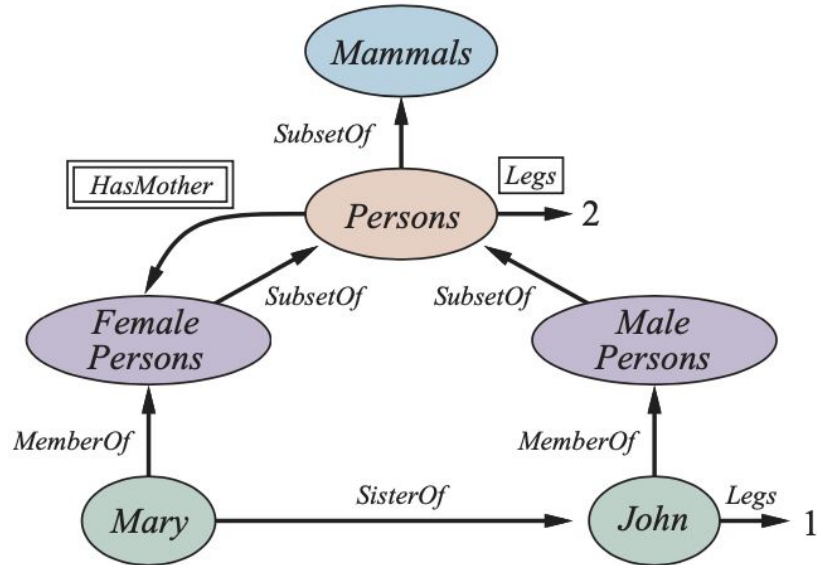 Mammals
SubsetOf
HasMother
Legs
Persons
2
SubsetOf
SubsetOf
Female
Persons
Male
Persons
MemberOf
MemberOf
SisterOf
Legs
Mary
John
1